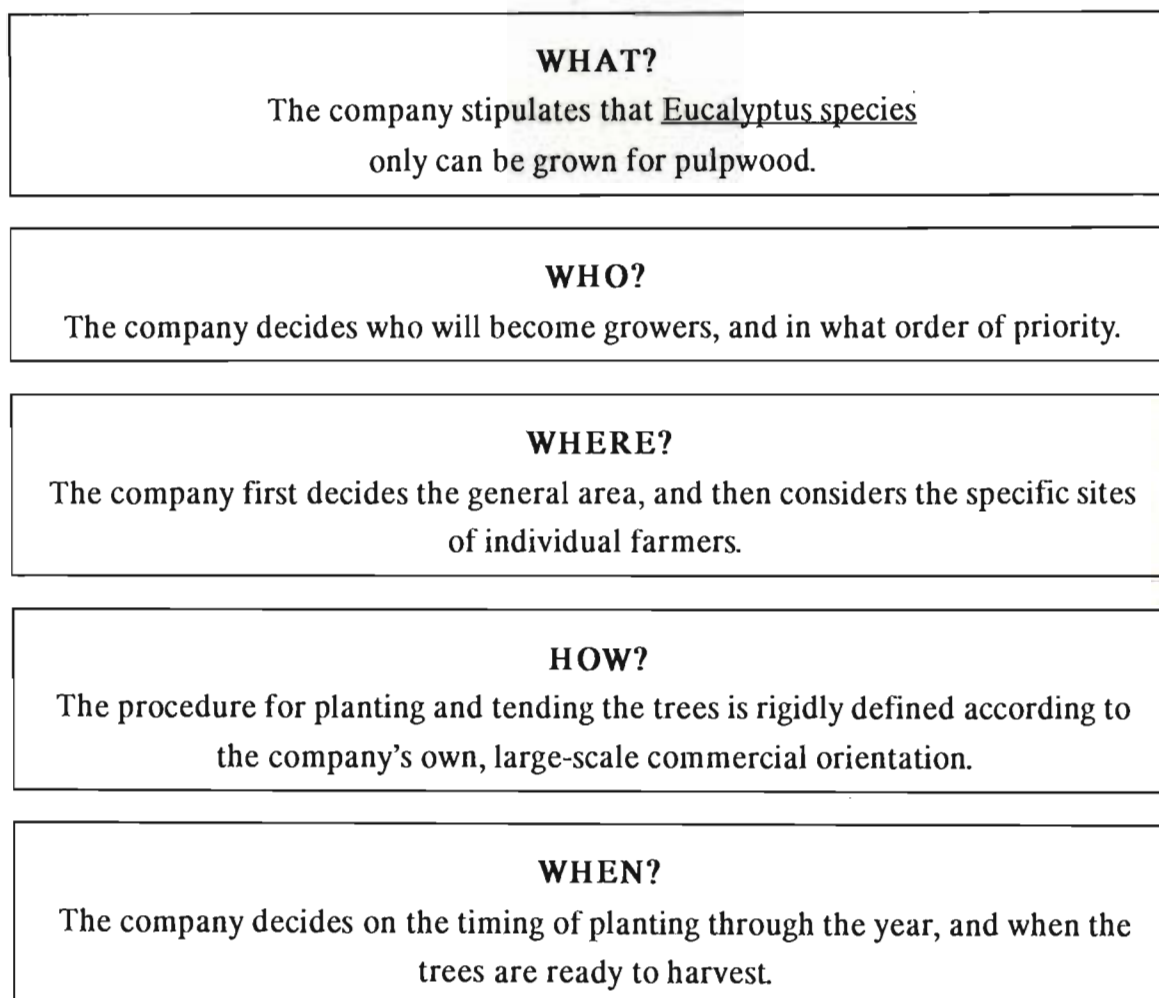 WHAT?
The company stipulates that Eucalyptus species
only can be grown for pulpwood.
WHO?
The company decides who will become growers, and in what order of priority.
WHERE?
The company first decides the general area, and then considers the specific sites
of individual farmers.
HOW?
The procedure for planting and tending the trees is rigidly defined according to
the company's own, large-scale commercial orientation.
WHEN?
The company decides on the timing of planting through the year, and when the
trees are ready to harvest.